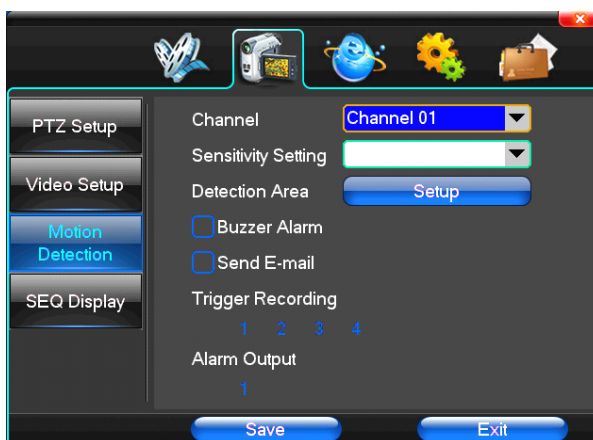 PTZ Setup
Video Setup
Motion
Detection
SEQ Display
Channel Channel 01
Sensitivity Setting
Detection Area Setup
Buzzer Alarm
Send E-mail
Trigger Recording
1 2 3 4
Alarm Output
1
Save Exit